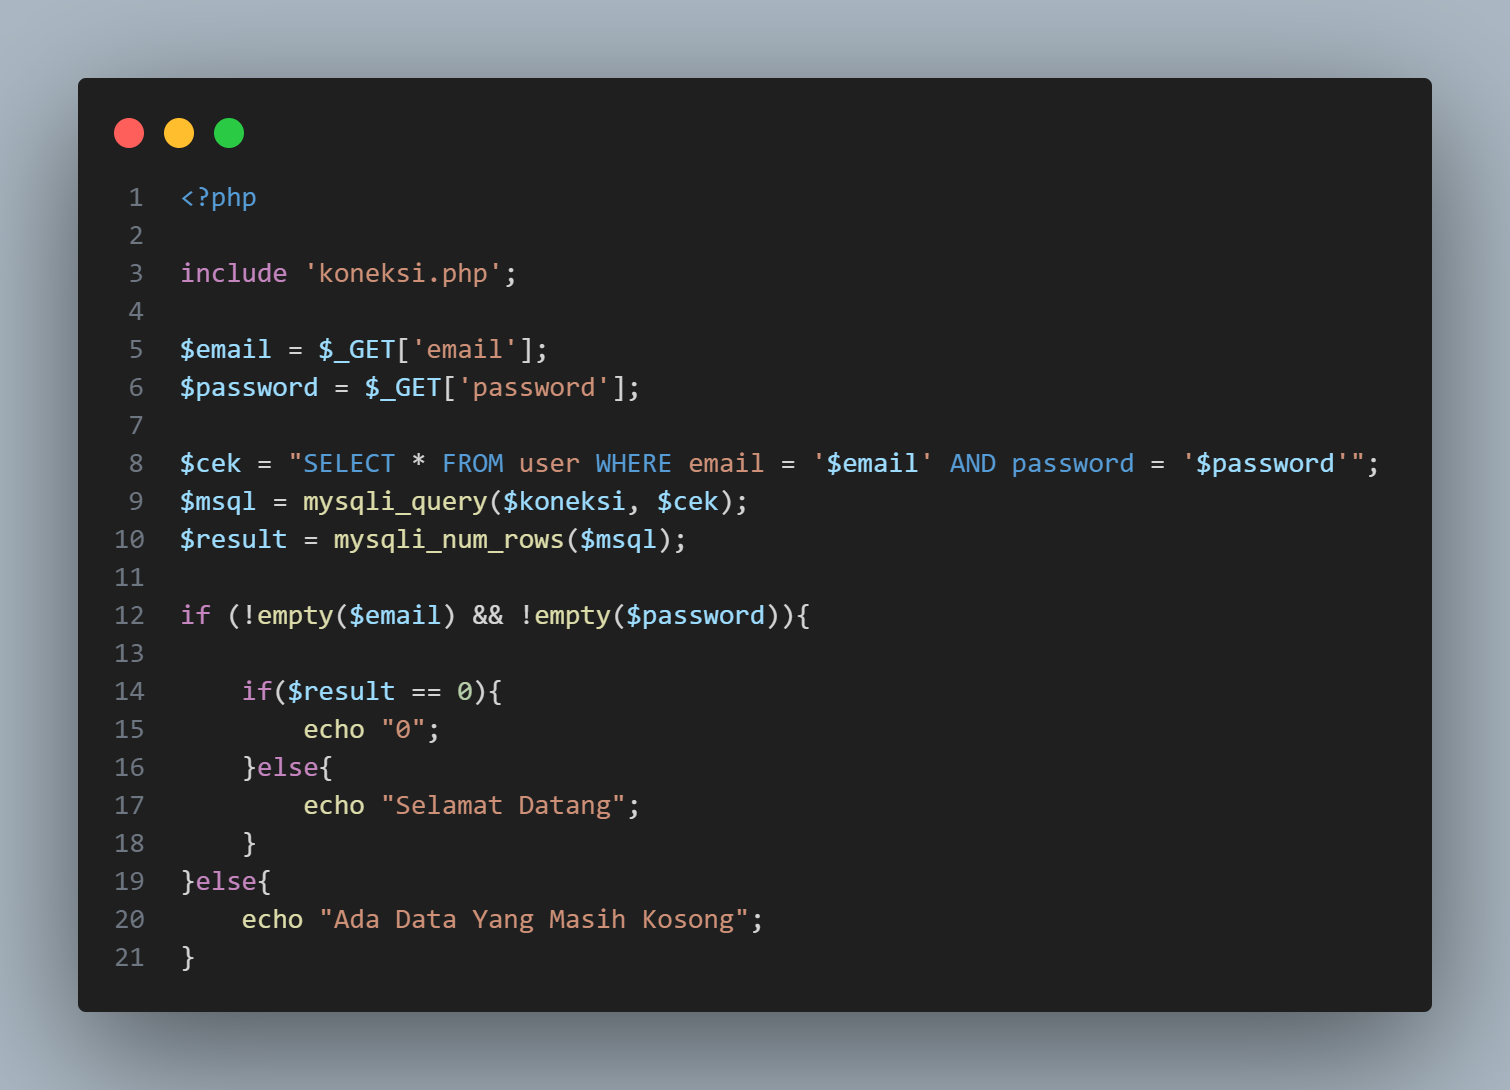 1 <?php
2
3 include 'koneksi.php';
4
5 $email = $_GET['email'];
6 $password = $_GET['password'];
7
8 $cek = "SELECT * FROM user WHERE email = '$email' AND password = '$password'";
9 $msql = mysqli_query($koneksi, $cek);
10 $result = mysqli_num_rows($msql);
11
12 if (!empty($email) && !empty($password)){
13
14     if($result == 0){
15         echo "0";
16     }else{
17         echo "Selamat Datang";
18     }
19 }else{
20     echo "Ada Data Yang Masih Kosong";
21 }